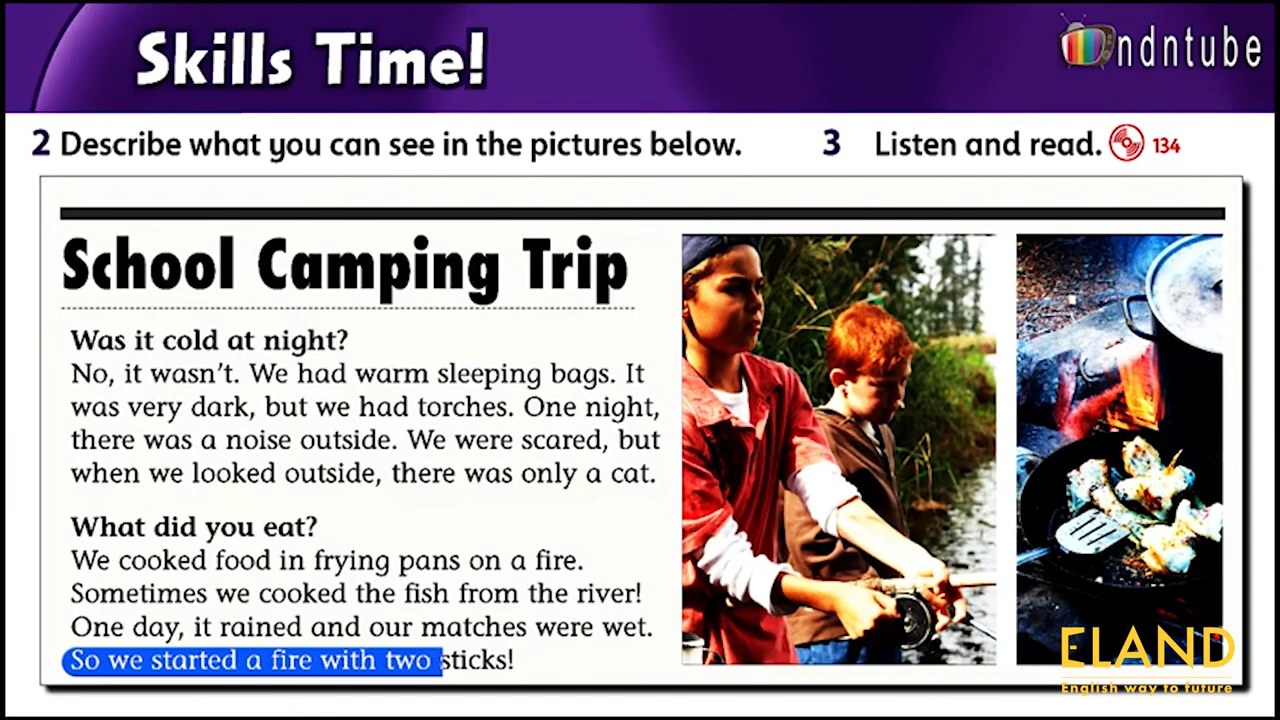 Skills Time!
ndntube
2 Describe what you can see in the pictures below.
3 Listen and read. 134
School Camping Trip
Was it cold at night?
No, it wasn't. We had warm sleeping bags. It
was very dark, but we had torches. One night,
there was a noise outside. We were scared, but
when we looked outside, there was only a cat.
What did you eat?
We cooked food in frying pans on a fire.
Sometimes we cooked the fish from the river!
One day, it rained and our matches were wet.
So we started a fire with two sticks!
ELAND
English way to future